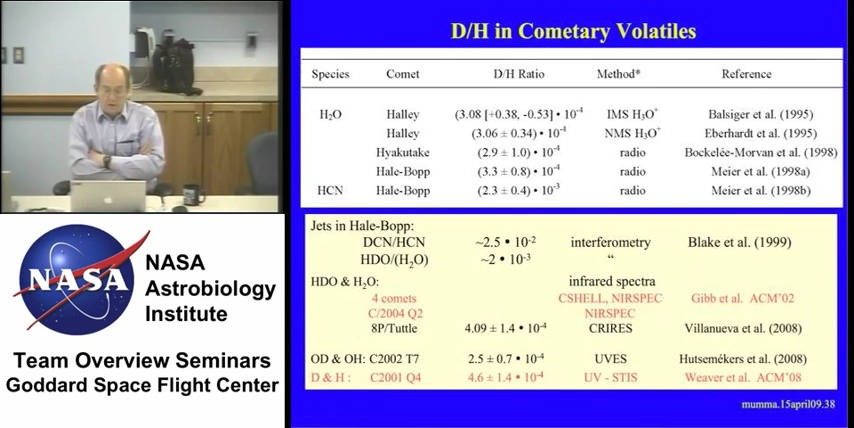 D/H in Cometary Volatiles
Species Comet D/H Ratio Method* Reference
H₂O Halley (3.08 [+0.38, -0.53] • 10⁻⁴ IMS H₃O⁺ Balsiger et al. (1995)
Halley (3.06 ± 0.34) • 10⁻⁴ NMS H₃O⁺ Eberhardt et al. (1995)
Hyakutake (2.9 ± 1.0) • 10⁻⁴ radio Bockelée-Morvan et al. (1998)
Hale-Bopp (3.3 ± 0.8) • 10⁻⁴ radio Meier et al. (1998a)
HCN Hale-Bopp (2.3 ± 0.4) • 10⁻³ radio Meier et al. (1998b)
Jets in Hale-Bopp:
DCN/HCN ~2.5 • 10⁻² interferometry Blake et al. (1999)
HDO/(H₂O) ~2 • 10⁻³ “
HDO & H₂O: infrared spectra
4 comets CSHELL, NIRSPEC Gibb et al. ACM’02
C/2004 Q2 NIRSPEC
8P/Tuttle 4.09 ± 1.4 • 10⁻⁴ CRIRES Villanueva et al. (2008)
OD & OH: C2002 T7 2.5 ± 0.7 • 10⁻⁴ UVES Hutsemékers et al. (2008)
D & H : C2001 Q4 4.6 ± 1.4 • 10⁻⁴ UV - STIS Weaver et al. ACM’08
mumma.15april09.38
NASA
NASA
Astrobiology
Institute
Team Overview Seminars
Goddard Space Flight Center